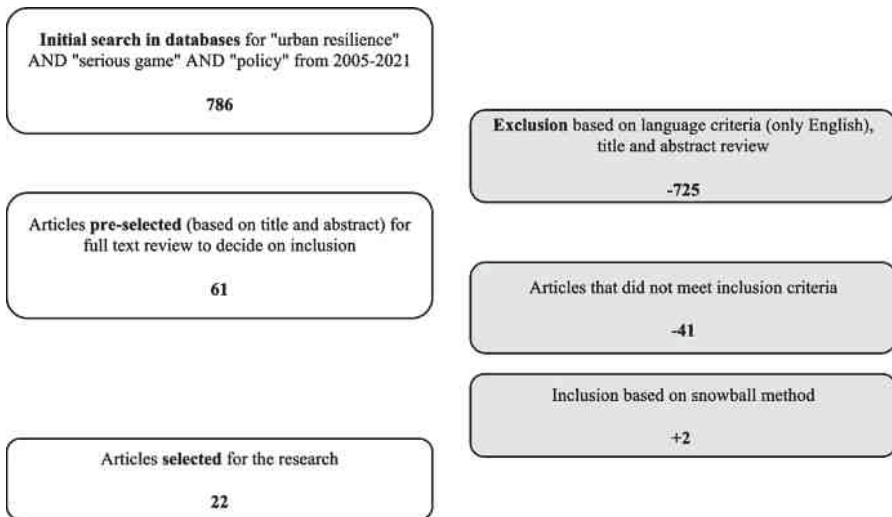 Initial search in databases for "urban resilience"
AND "serious game" AND "policy" from 2005-2021
786
Exclusion based on language criteria (only English),
title and abstract review
-725
Articles pre-selected (based on title and abstract) for
full text review to decide on inclusion
61
Articles that did not meet inclusion criteria
-41
Inclusion based on snowball method
+2
Articles selected for the research
22